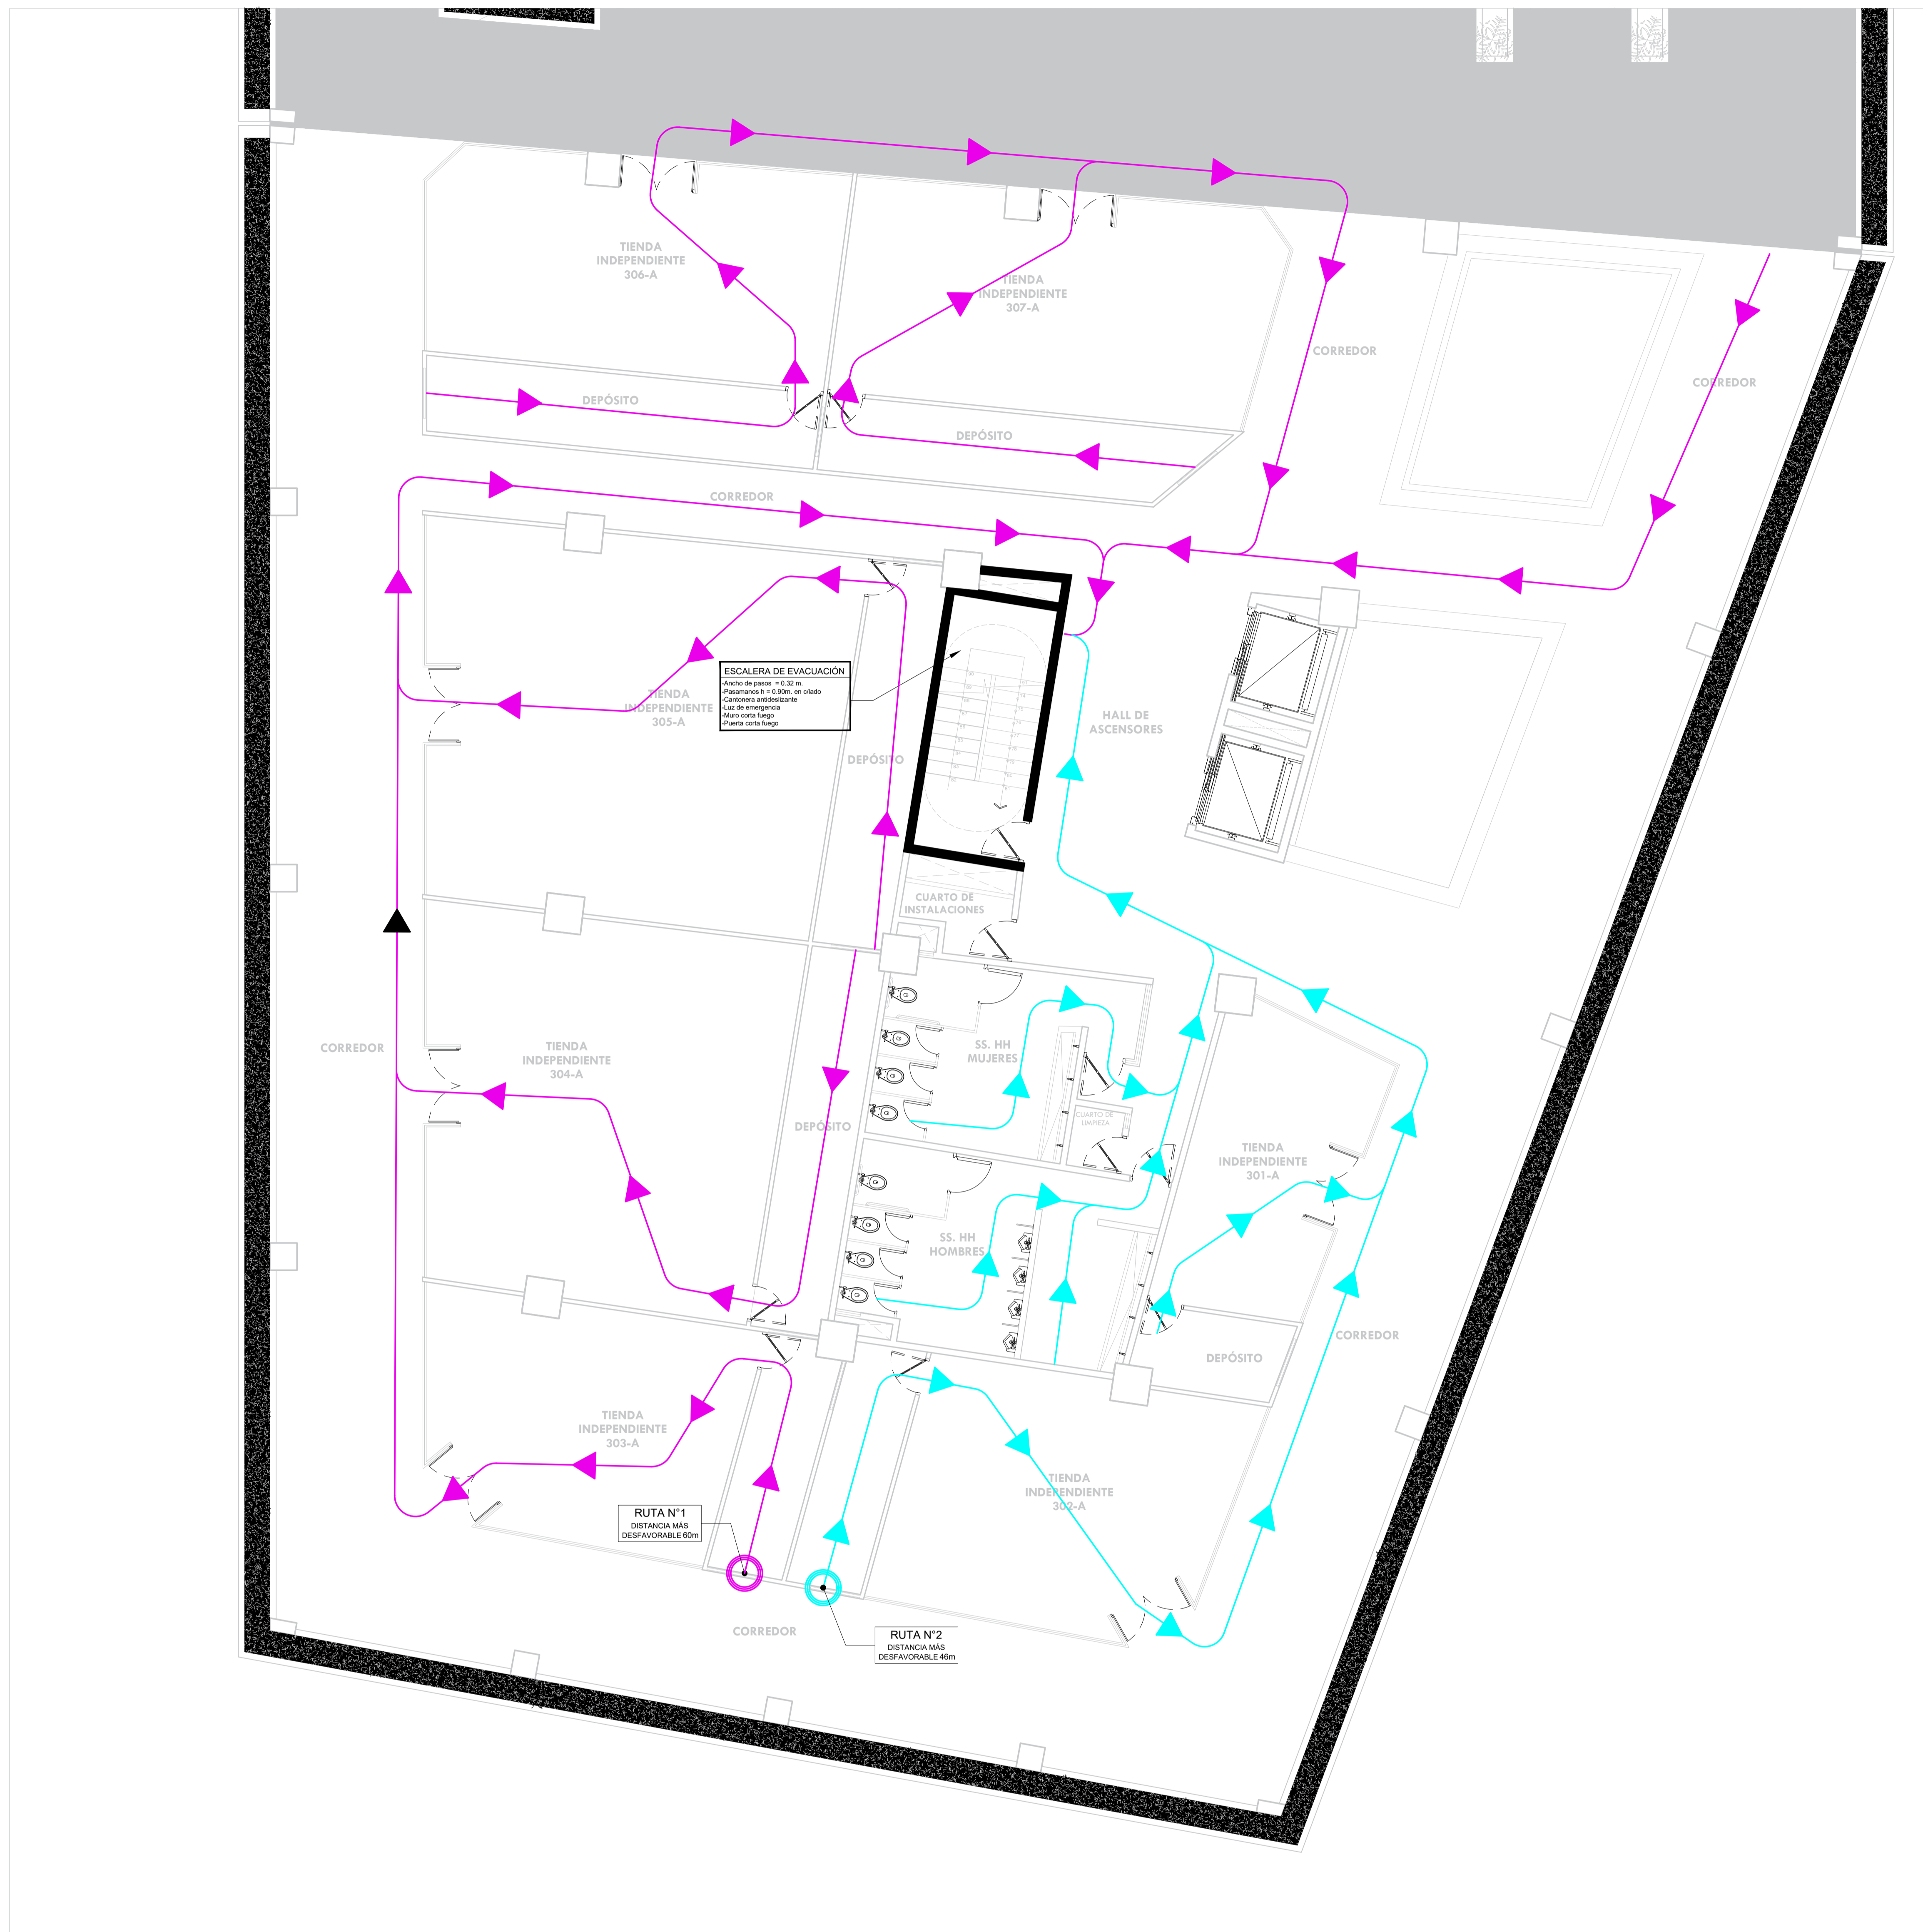 TIENDA
INDEPENDIENTE
306-A
TIENDA
INDEPENDIENTE
307-A
CORREDOR
CORREDOR
DEPÓSITO
DEPÓSITO
CORREDOR
ESCALERA DE EVACUACIÓN
-Ancho de pasos = 0.32 m.
-Pasamanos h = 0.90m. en c/lado
-Cantonera antideslizante
-Luz de emergencia
-Muro corta fuego
-Puerta corta fuego
TIENDA
INDEPENDIENTE
305-A
DEPÓSITO
HALL DE
ASCENSORES
CUARTO DE
INSTALACIONES
CORREDOR
TIENDA
INDEPENDIENTE
304-A
SS. HH
MUJERES
DEPÓSITO
CUARTO DE
LIMPIEZA
TIENDA
INDEPENDIENTE
301-A
SS. HH
HOMBRES
CORREDOR
DEPÓSITO
TIENDA
INDEPENDIENTE
303-A
TIENDA
INDEPENDIENTE
302-A
RUTA N°1
DISTANCIA MÁS
DESFAVORABLE 60m
CORREDOR
RUTA N°2
DISTANCIA MÁS
DESFAVORABLE 46m